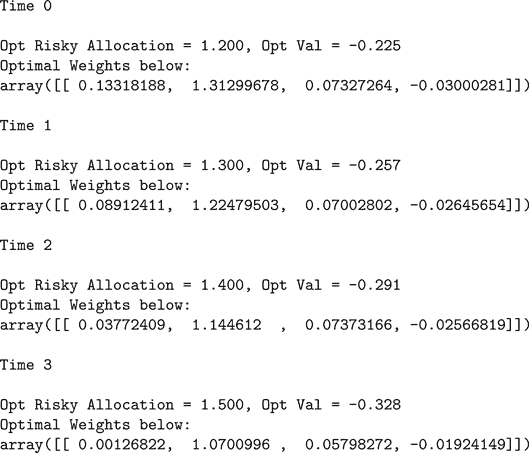 Time 0
Opt Risky Allocation = 1.200, Opt Val = -0.225
Optimal Weights below:
array([[ 0.13318188,  1.31299678,  0.07327264, -0.03000281]])
Time 1
Opt Risky Allocation = 1.300, Opt Val = -0.257
Optimal Weights below:
array([[ 0.08912411,  1.22479503,  0.07002802, -0.02645654]])
Time 2
Opt Risky Allocation = 1.400, Opt Val = -0.291
Optimal Weights below:
array([[ 0.03772409,  1.144612  ,  0.07373166, -0.02566819]])
Time 3
Opt Risky Allocation = 1.500, Opt Val = -0.328
Optimal Weights below:
array([[ 0.00126822,  1.0700996 ,  0.05798272, -0.01924149]])